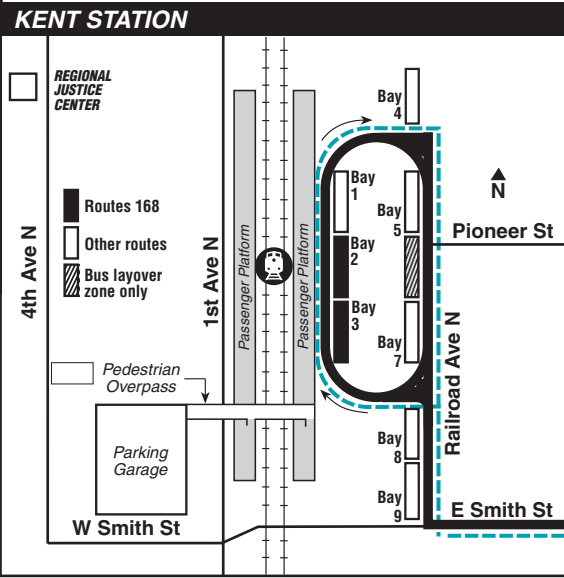 KENT STATION
REGIONAL
JUSTICE
CENTER
Routes 168
Other routes
Bus layover
zone only
4th Ave N
1st Ave N
Passenger Platform
Passenger Platform
Bay
4
Bay
1
Bay
5
Bay
2
Bay
3
Bay
7
Bay
8
Bay
9
N
Pioneer St
Railroad Ave N
Pedestrian
Overpass
Parking
Garage
W Smith St
E Smith St